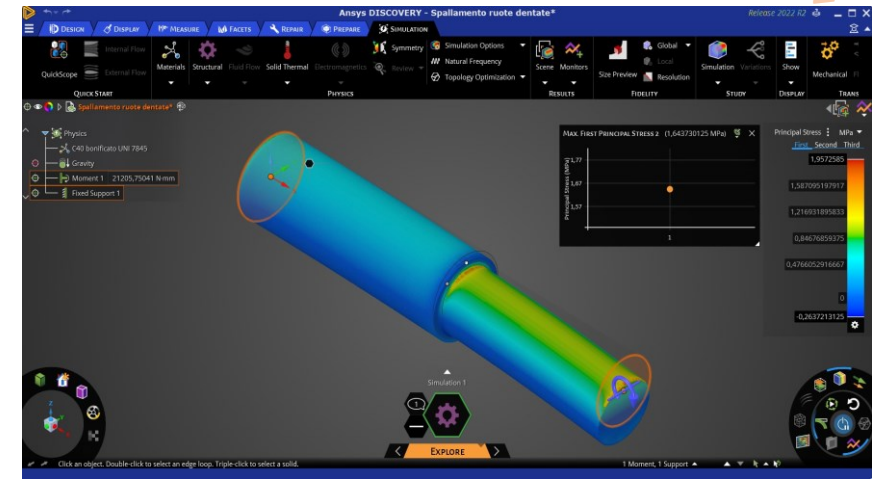 Ansys DISCOVERY - Spallamento ruote dentate*
Release 2022 R2
DESIGN
DISPLAY
MEASURE
FACETS
REPAIR
PREPARE
SIMULATION
QuickScope
Internal Flow
External Flow
QUICK START
Materials
Structural
Fluid Flow
Solid Thermal
Electromagnetics
Symmetry
Review
Simulation Options
Natural Frequency
Topology Optimization
PHYSICS
Scene
Monitors
RESULTS
Size Preview
Global
Local
Resolution
FIDELITY
Simulation
Variations
STUDY
Show
DISPLAY
Mechanical
Fl
TRANS
Spallamento ruote dentate*
Physics
C40 bonificato UNI 7845
Gravity
Moment 1 21205,75041 N·mm
Fixed Support 1
MAX. FIRST PRINCIPAL STRESS 2 (1,643730125 MPa)
Principal Stress (MPa)
1,77
1,67
1,57
1
Principal Stress
MPa
First Second Third
1,9572585
1,587095197917
1,216931895833
0,84676859375
0,4766052916667
0
-0,2637213125
Simulation 1
1
EXPLORE
Z
Click an object. Double-click to select an edge loop. Triple-click to select a solid.
1 Moment, 1 Support